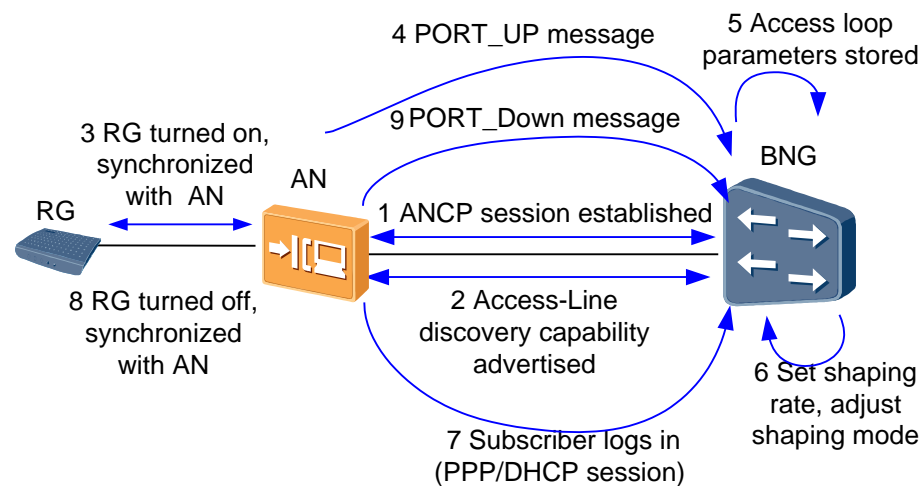 4 PORT_UP message
5 Access loop
parameters stored
9 PORT_Down message
3 RG turned on,
synchronized
with AN
AN
BNG
RG
1 ANCP session established
8 RG turned off,
synchronized
with AN
2 Access-Line
discovery capability
advertised
6 Set shaping
rate, adjust
shaping mode
7 Subscriber logs in
(PPP/DHCP session)